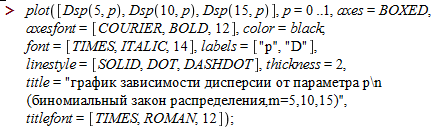 > plot([Dsp(5, p), Dsp(10, p), Dsp(15, p)], p = 0 ..1, axes = BOXED,
axesfont = [COURIER, BOLD, 12], color = black,
font = [TIMES, ITALIC, 14], labels = ["p", "D"],
linestyle = [SOLID, DOT, DASHDOT], thickness = 2,
title = "график зависимости дисперсии от параметра p\n
(биномиальный закон распределения,m=5,10,15)",
titlefont = [TIMES, ROMAN, 12]);